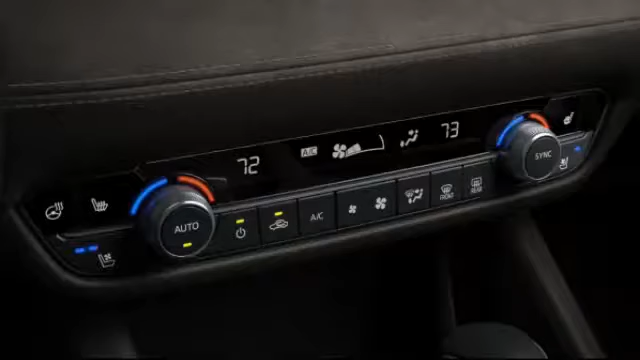 72
A/C
73
AUTO
A/C
FRONT
REAR
SYNC